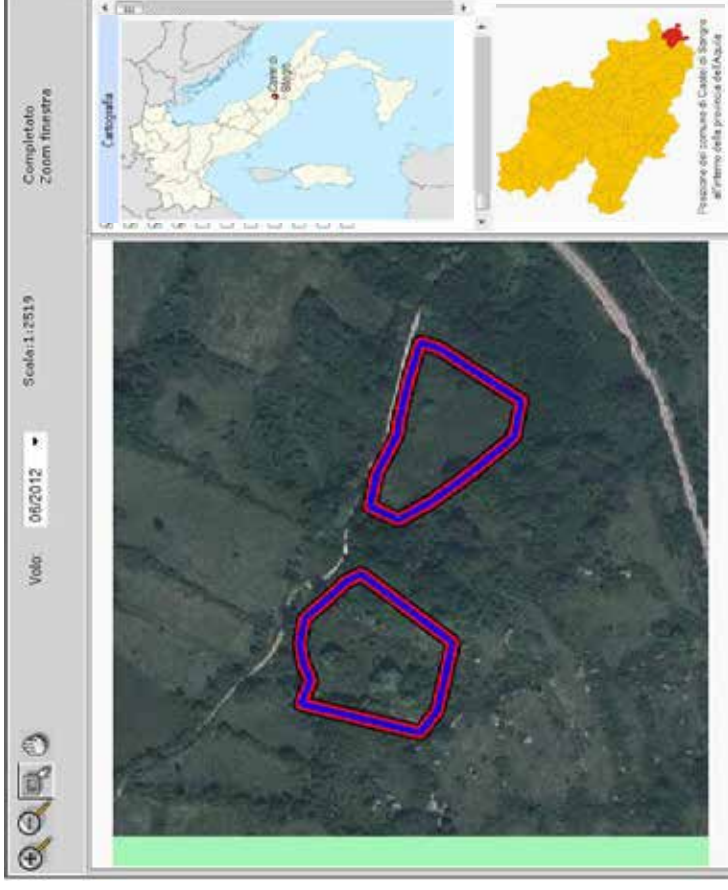 Volo: 06/2012 Scala:1:2519 Completato
Zoom finestra
Cartografia
Castel di
Sangro
Posizione del comune di Castel di Sangro
all'interno della provincia dell'Aquila